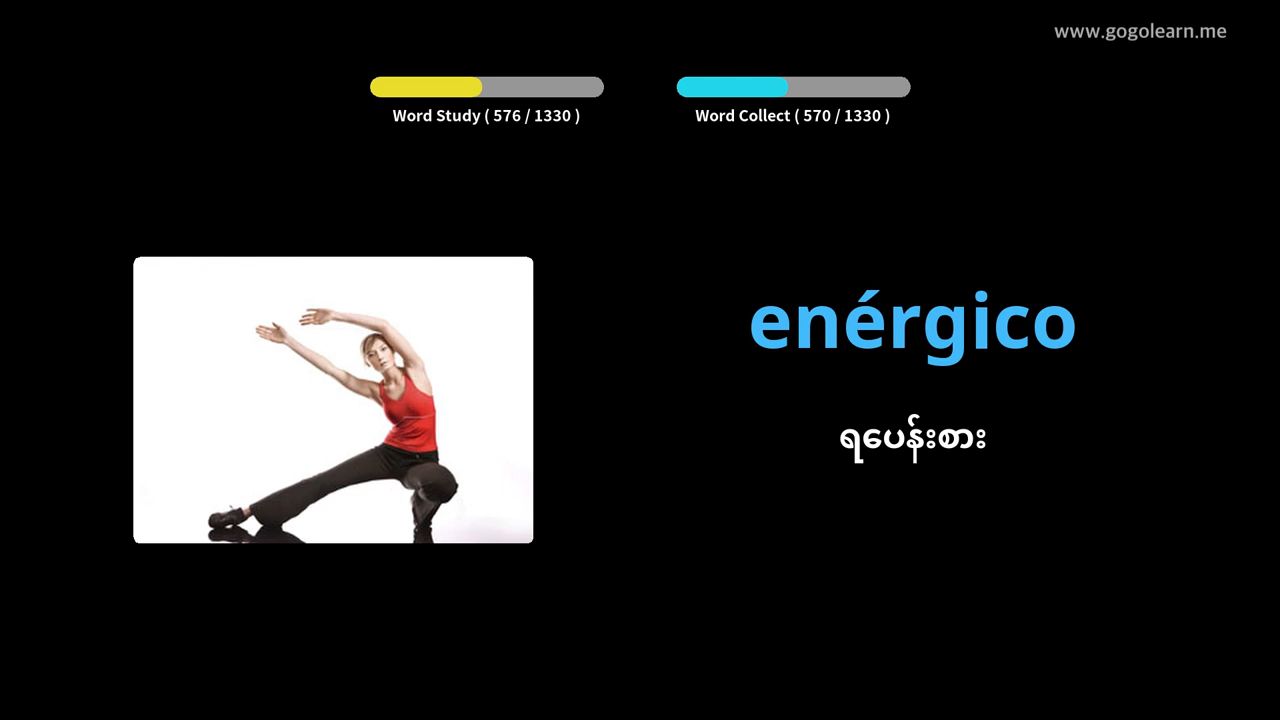 www.gogolearn.me
Word Study ( 576 / 1330 )
Word Collect ( 570 / 1330 )
enérgico
ရပေန်းစား